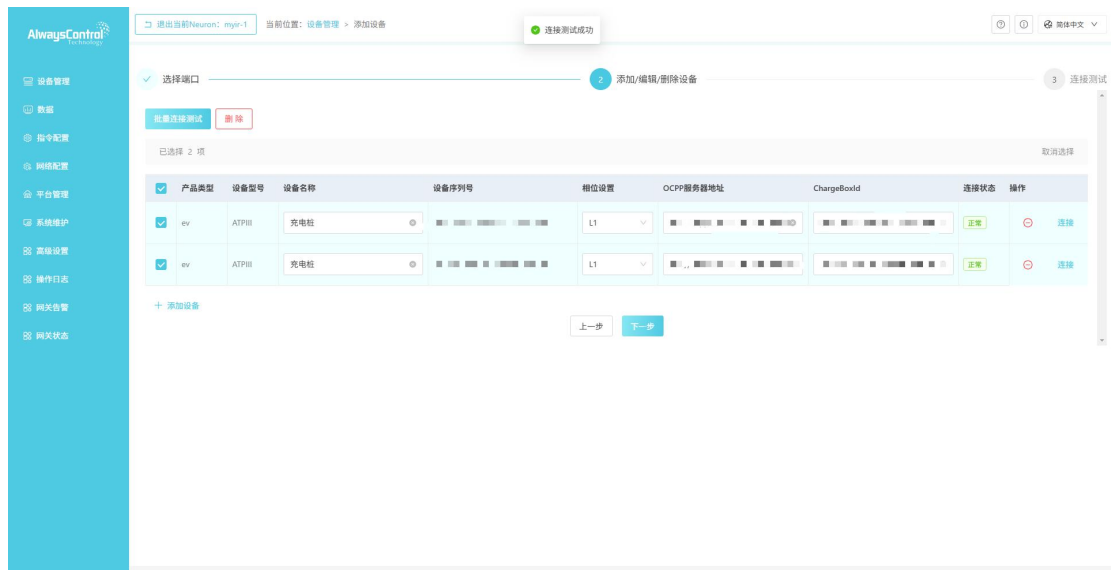 AlwaysControl
Technology
退出当前Neuron: myir-1
当前位置: 设备管理 > 添加设备
连接测试成功
简体中文
设备管理
数据
指令配置
网络配置
平台管理
系统维护
高级设置
操作日志
网关告警
网关状态
选择端口
2 添加/编辑/删除设备
3 连接测试
批量连接测试 删 除
已选择 2 项 取消选择
产品类型 设备型号 设备名称 设备序列号 相位设置 OCPP服务器地址 ChargeBoxId 连接状态 操作
ev ATPIII 充电桩 L1 正常 连接
ev ATPIII 充电桩 L1 正常 连接
+ 添加设备
上一步 下一步